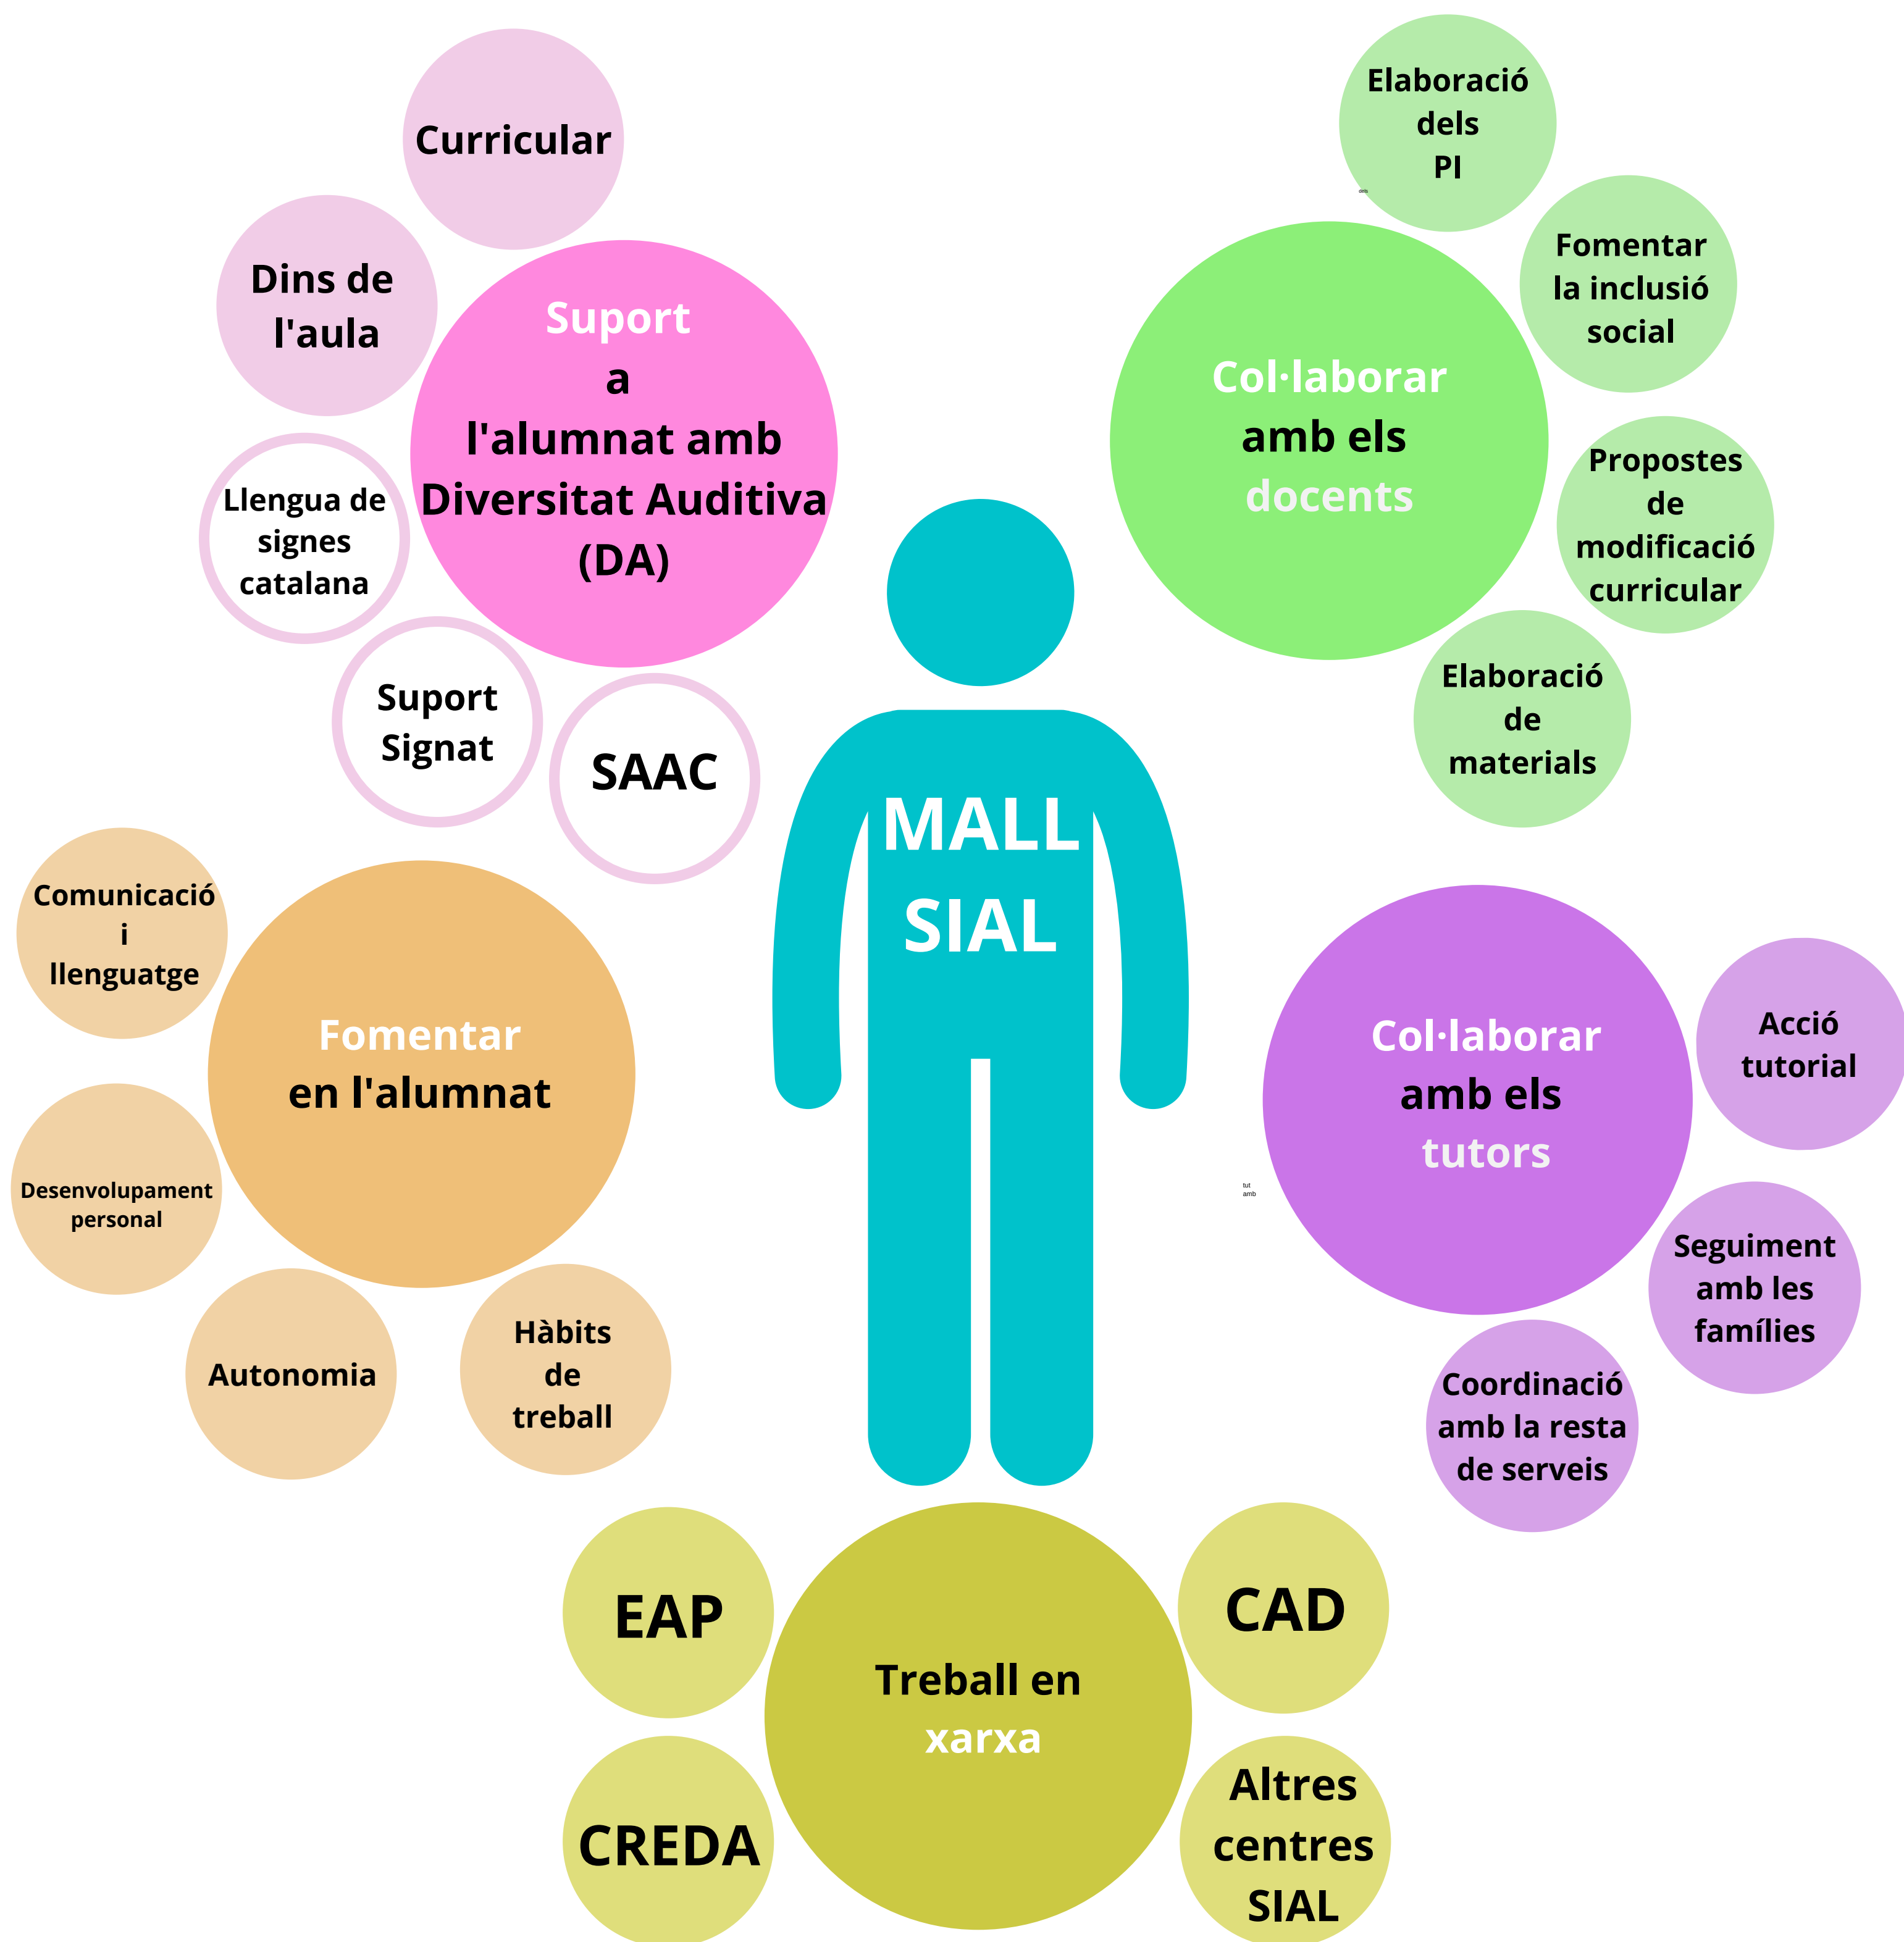 Curricular
Dins de
l'aula
Suport
a
l'alumnat amb
Diversitat Auditiva
(DA)
Llengua de
signes
catalana
Suport
Signat
SAAC
Elaboració
dels
PI
dels
Fomentar
la inclusió
social
Col·laborar
amb els
docents
Propostes
de
modificació
curricular
Elaboració
de
materials
MALL
SIAL
Comunicació
i
llenguatge
Fomentar
en l'alumnat
Desenvolupament
personal
Autonomia
Hàbits
de
treball
Col·laborar
amb els
tutors
tut
amb
Acció
tutorial
Seguiment
amb les
famílies
Coordinació
amb la resta
de serveis
EAP
CAD
Treball en
xarxa
CREDA
Altres
centres
SIAL